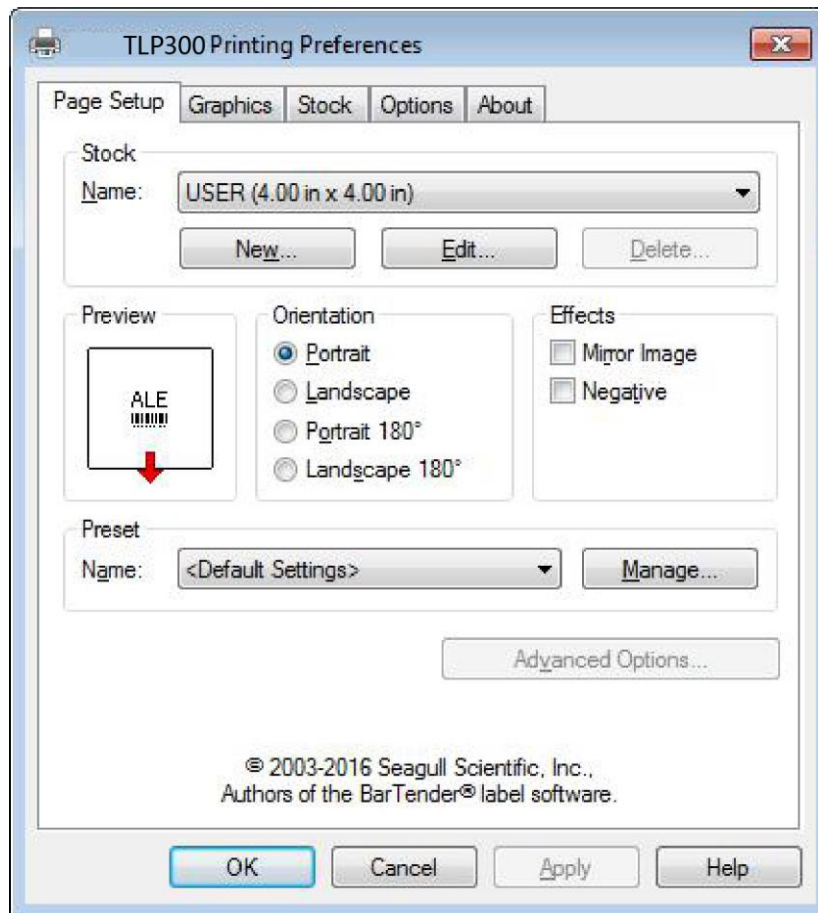 TLP300 Printing Preferences
Page Setup Graphics Stock Options About
Stock
Name: USER (4.00 in x 4.00 in)
New... Edit... Delete...
Preview
ALE
Orientation
Portrait
Landscape
Portrait 180°
Landscape 180°
Effects
Mirror Image
Negative
Preset
Name: <Default Settings> Manage...
Advanced Options...
© 2003-2016 Seagull Scientific, Inc.,
Authors of the BarTender® label software.
OK Cancel Apply Help